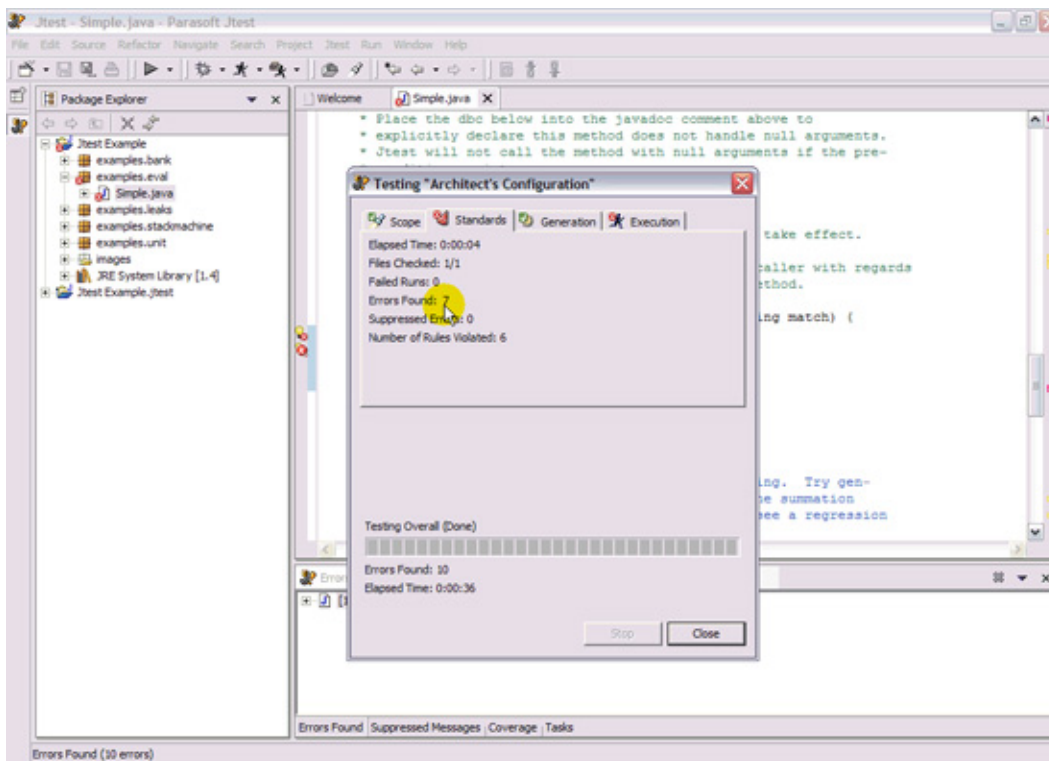 Jtest - Simple.java - Parasoft Jtest
File Edit Source Refactor Navigate Search Project Jtest Run Window Help
Package Explorer
Welcome
Simple.java
Jtest Example
examples.bank
examples.eval
Simple.java
examples.leaks
examples.stackmachine
examples.unit
images
JRE System Library [1.4]
Jtest Example.jtest
* Place the dbc below into the javadoc comment above to
* explicitly declare this method does not handle null arguments.
* Jtest will not call the method with null arguments if the pre-
take effect.
caller with regards
ethod.
ing match) {
ing. Try gen-
he summation
see a regression
Testing "Architect's Configuration"
Scope Standards Generation Execution
Elapsed Time: 0:00:04
Files Checked: 1/1
Failed Runs: 0
Errors Found: 7
Suppressed Errors: 0
Number of Rules Violated: 6
Testing Overall (Done)
Errors Found: 10
Elapsed Time: 0:00:36
Stop Close
Errors Found Suppressed Messages Coverage Tasks
Errors Found (10 errors)